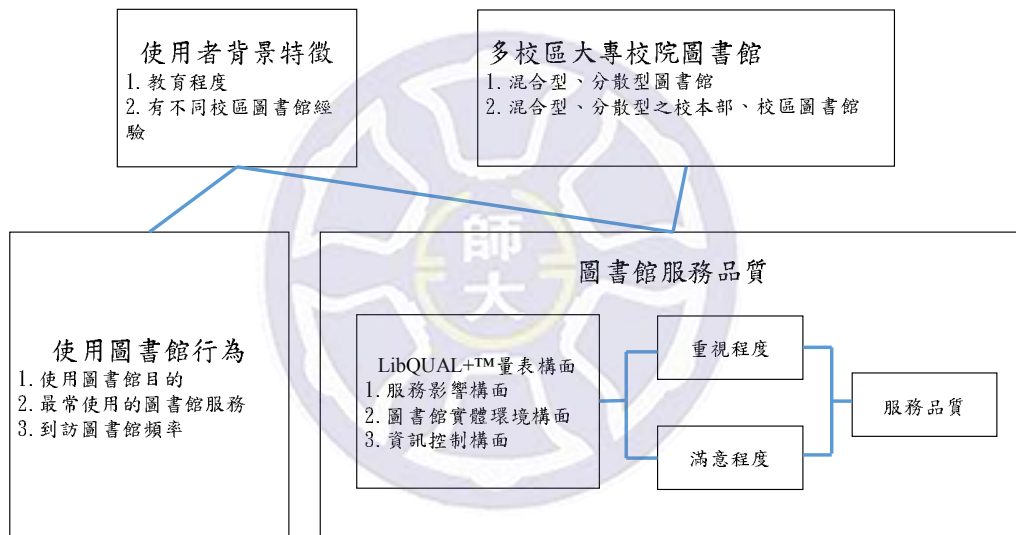 使用者背景特徵
1. 教育程度
2. 有不同校區圖書館經
驗
多校區大專校院圖書館
1. 混合型、分散型圖書館
2. 混合型、分散型之校本部、校區圖書館
師
大
使用圖書館行為
1. 使用圖書館目的
2. 最常使用的圖書館服務
3. 到訪圖書館頻率
圖書館服務品質
LibQUAL+™量表構面
1. 服務影響構面
2. 圖書館實體環境構面
3. 資訊控制構面
重視程度
滿意程度
服務品質